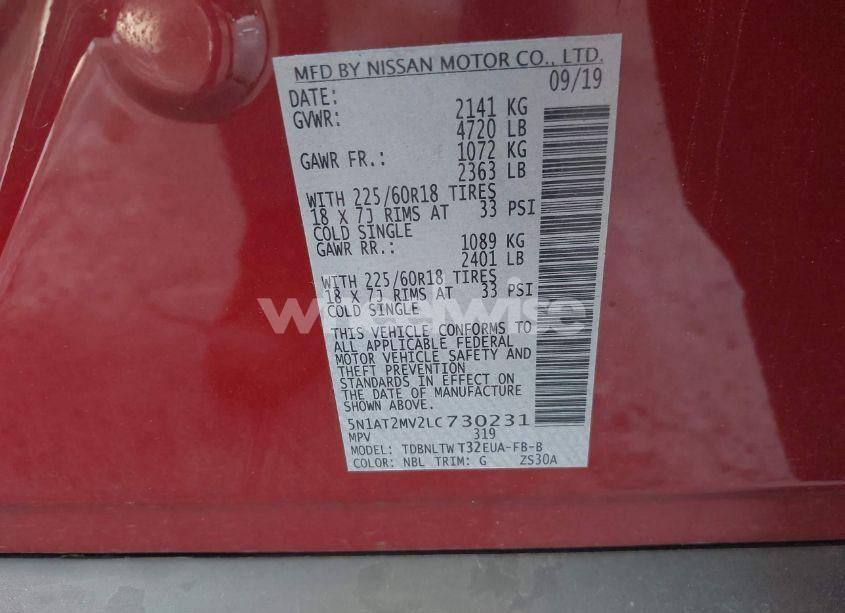 MFD BY NISSAN MOTOR CO., LTD.
DATE: 09/19
GVWR: 2141 KG
4720 LB
GAWR FR.: 1072 KG
2363 LB
WITH 225/60R18 TIRES
18 X 7J RIMS AT 33 PSI
COLD SINGLE
GAWR RR.: 1089 KG
2401 LB
WITH 225/60R18 TIRES
18 X 7J RIMS AT 33 PSI
COLD SINGLE
wheelwise
THIS VEHICLE CONFORMS TO
ALL APPLICABLE FEDERAL
MOTOR VEHICLE SAFETY AND
THEFT PREVENTION
STANDARDS IN EFFECT ON
THE DATE OF MANUFACTURE
SHOWN ABOVE.
5N1AT2MV2LC730231
MPV 319
MODEL: TDBNLTW T32EUA-FB-B
COLOR: NBL TRIM: G ZS30A